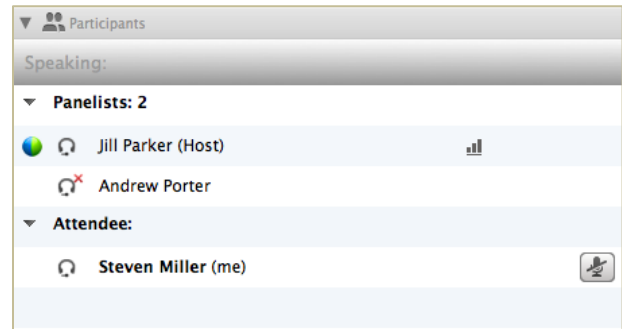 Participants
Speaking:
Panelists: 2
Jill Parker (Host)
Andrew Porter
Attendee:
Steven Miller (me)